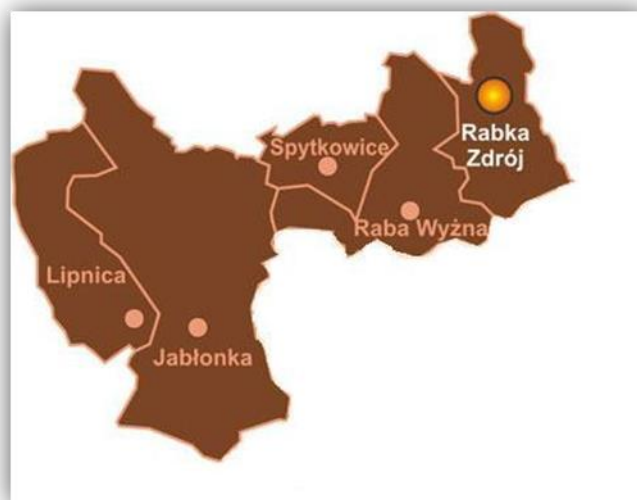 Rabka
Zdrój
Spytkowice
Raba Wyżna
Lipnica
Jabłonka